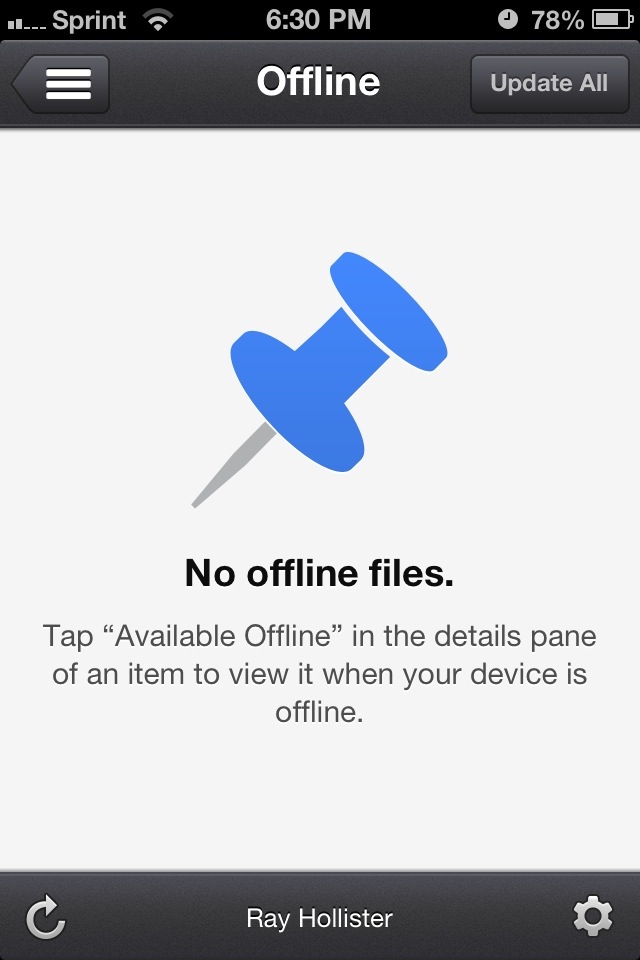 Sprint 6:30 PM 78%
Offline Update All
No offline files.
Tap “Available Offline” in the details pane
of an item to view it when your device is
offline.
Ray Hollister